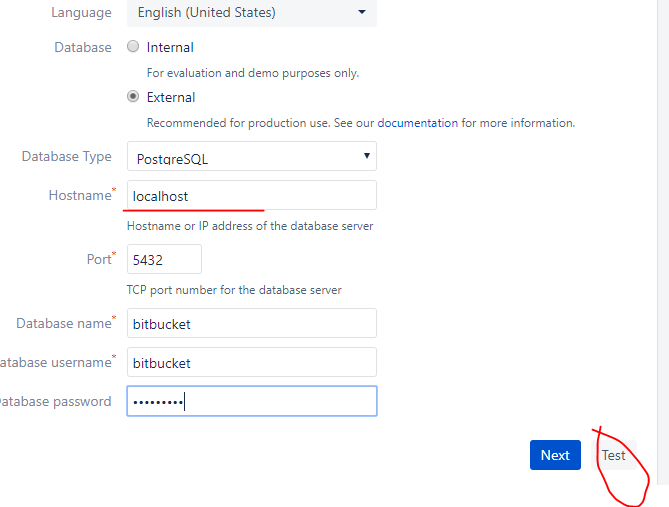 Language English (United States)
Database Internal
For evaluation and demo purposes only.
External
Recommended for production use. See our documentation for more information.
Database Type PostgreSQL
Hostname* localhost
Hostname or IP address of the database server
Port* 5432
TCP port number for the database server
Database name* bitbucket
atabase username* bitbucket
atabase password •••••••••
Next Test